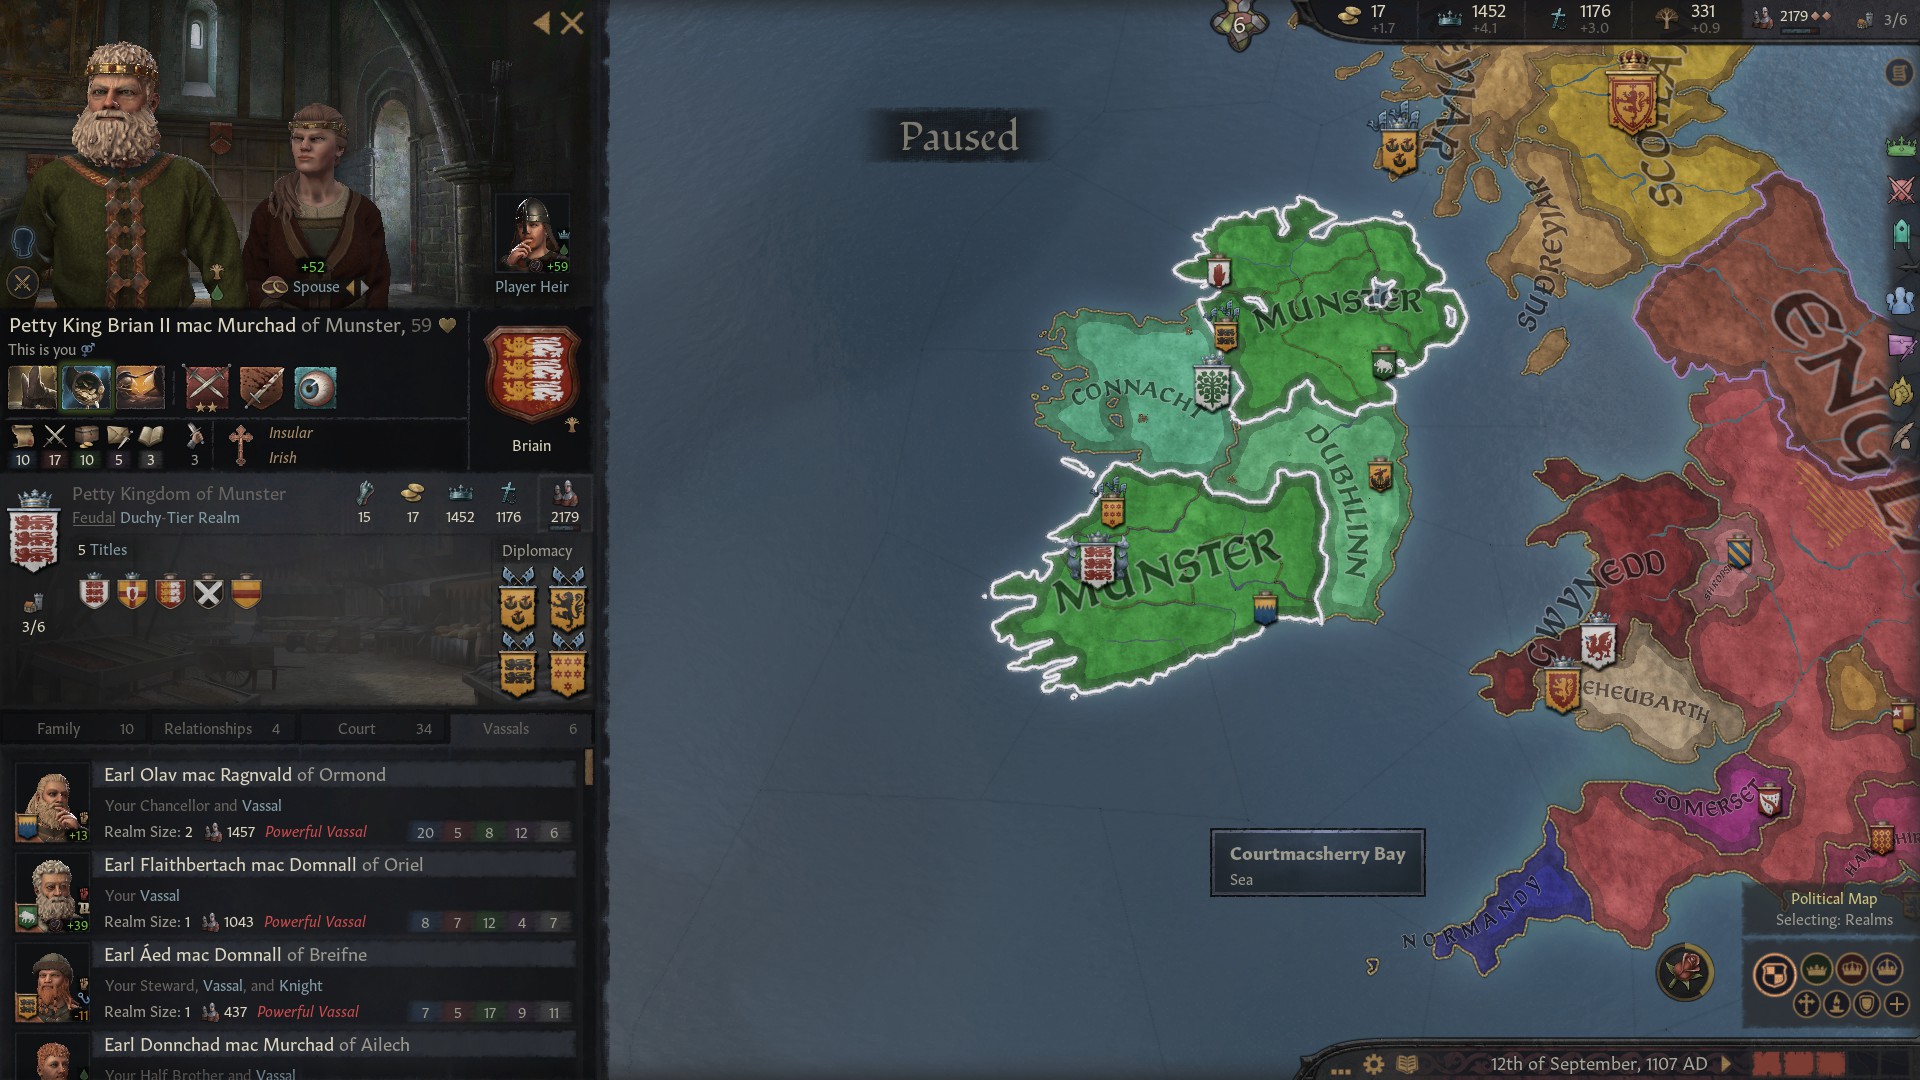 6
17
+1.7
1452
+4.1
1176
+3.0
331
+0.9
2179
3/6
Paused
+52
Spouse
+59
Player Heir
Petty King Brian II mac Murchad of Munster, 59
This is you
Briain
10 17 10 5 3 3
Insular
Irish
Petty Kingdom of Munster
Feudal Duchy-Tier Realm
15 17 1452 1176 2179
5 Titles
Diplomacy
3/6
Family 10
Relationships 4
Court 34
Vassals 6
Earl Olav mac Ragnvald of Ormond
Your Chancellor and Vassal
+13
Realm Size: 2 1457 Powerful Vassal 20 5 8 12 6
Earl Flaithbertach mac Domnall of Oriel
Your Vassal
+39
Realm Size: 1 1043 Powerful Vassal 8 7 12 4 7
Earl Áed mac Domnall of Breifne
Your Steward, Vassal, and Knight
-11
Realm Size: 1 437 Powerful Vassal 7 5 17 9 11
Earl Donnchad mac Murchad of Ailech
Your Half Brother and Vassal
SUÐREYJAR
MUNSTER
CONNACHT
DUBHLINN
MUNSTER
GWYNEDD
SOMERSET
NORMANDY
Courtmacsherry Bay
Sea
Political Map
Selecting: Realms
12th of September, 1107 AD